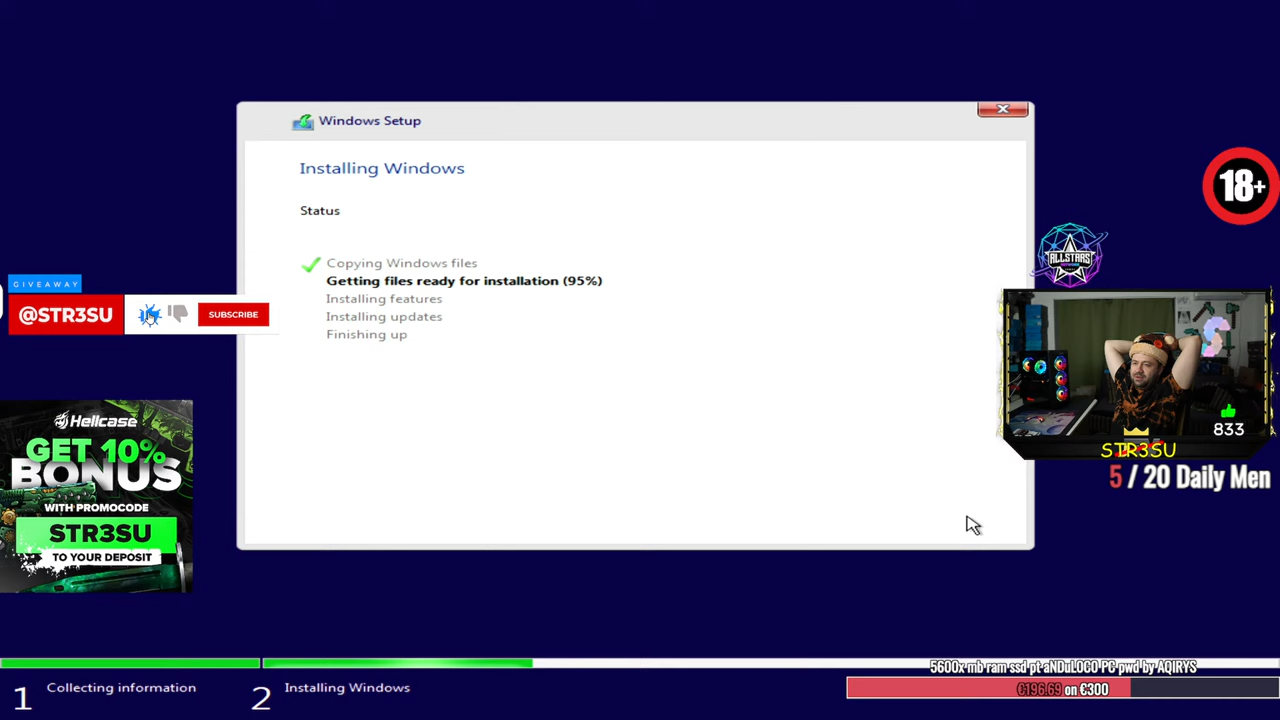 Windows Setup
Installing Windows
Status
Copying Windows files
Getting files ready for installation (95%)
Installing features
Installing updates
Finishing up
18+
ALLSTARS
NETWORK
GIVEAWAY
@STR3SU
SUBSCRIBE
Hellcase
GET 10%
BONUS
WITH PROMOCODE
STR3SU
TO YOUR DEPOSIT
833
STR3SU
5 / 20 Daily Men
5600x mb ram ssd pt aNDuLOCO PC pwd by AQIRYS
€196.69 on €300
1 Collecting information
2 Installing Windows